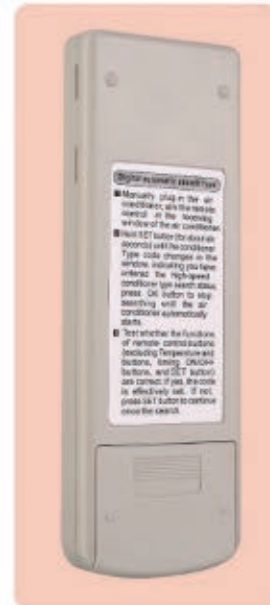 Digital automatic search type
Manually plug in the air
conditioner, aim the remote
control in the receiving
window of the air conditioner.
Hold SET button (for about six
seconds) until the conditioner
Type code changes in the
window, indicating you have
entered the high-speed
conditioner type search status,
press OK button to stop
searching until the air
conditioner automatically
starts.
Test whether the functions
of remote control buttons
(excluding Temperature and
buttons, timing ON/OFF
buttons, and SET button)
are correct. If yes, the code
is effectively set. If not,
press SET button to continue
once the search.